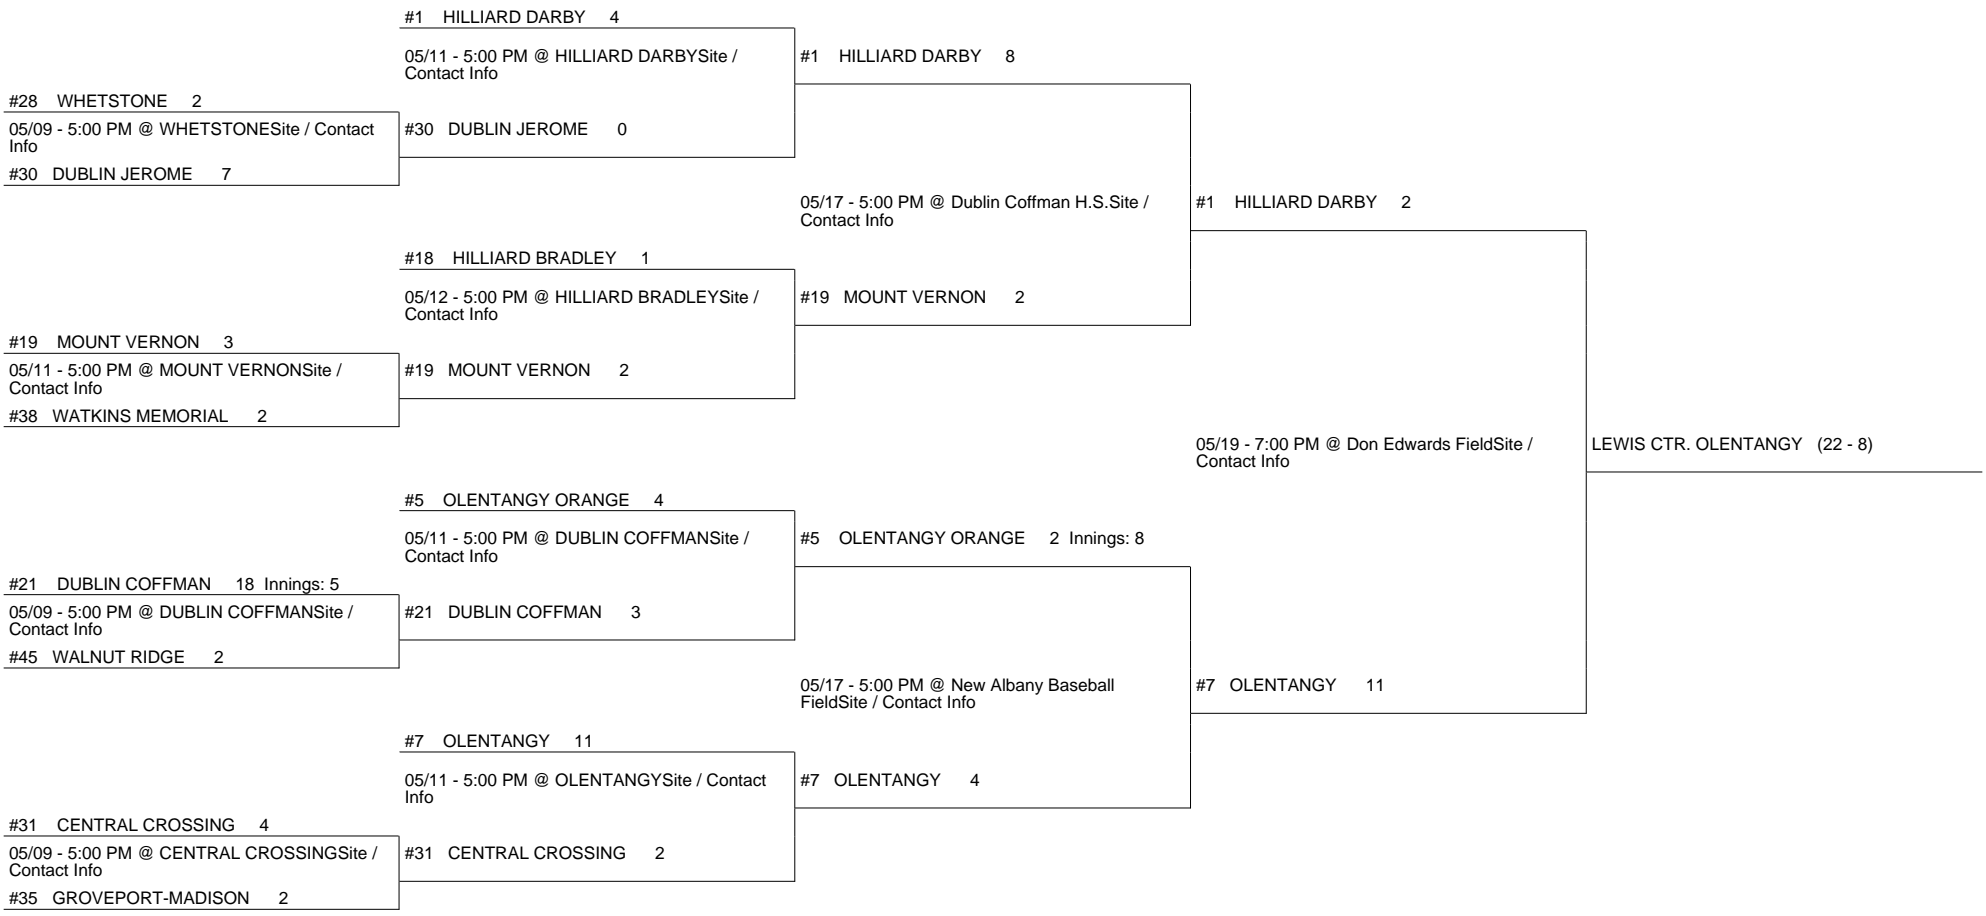 #1 HILLIARD DARBY 4
05/11 - 5:00 PM @ HILLIARD DARBYSite /
Contact Info
#1 HILLIARD DARBY 8
#28 WHETSTONE 2
05/09 - 5:00 PM @ WHETSTONESite / Contact
Info
#30 DUBLIN JEROME 0
#30 DUBLIN JEROME 7
05/17 - 5:00 PM @ Dublin Coffman H.S.Site /
Contact Info
#1 HILLIARD DARBY 2
#18 HILLIARD BRADLEY 1
05/12 - 5:00 PM @ HILLIARD BRADLEYSite /
Contact Info
#19 MOUNT VERNON 2
#19 MOUNT VERNON 3
05/11 - 5:00 PM @ MOUNT VERNONSite /
Contact Info
#19 MOUNT VERNON 2
#38 WATKINS MEMORIAL 2
05/19 - 7:00 PM @ Don Edwards FieldSite /
Contact Info
LEWIS CTR. OLENTANGY (22 - 8)
#5 OLENTANGY ORANGE 4
05/11 - 5:00 PM @ DUBLIN COFFMANSite /
Contact Info
#5 OLENTANGY ORANGE 2 Innings: 8
#21 DUBLIN COFFMAN 18 Innings: 5
05/09 - 5:00 PM @ DUBLIN COFFMANSite /
Contact Info
#21 DUBLIN COFFMAN 3
#45 WALNUT RIDGE 2
05/17 - 5:00 PM @ New Albany Baseball
FieldSite / Contact Info
#7 OLENTANGY 11
#7 OLENTANGY 11
05/11 - 5:00 PM @ OLENTANGYSite / Contact
Info
#7 OLENTANGY 4
#31 CENTRAL CROSSING 4
05/09 - 5:00 PM @ CENTRAL CROSSINGSite /
Contact Info
#31 CENTRAL CROSSING 2
#35 GROVEPORT-MADISON 2